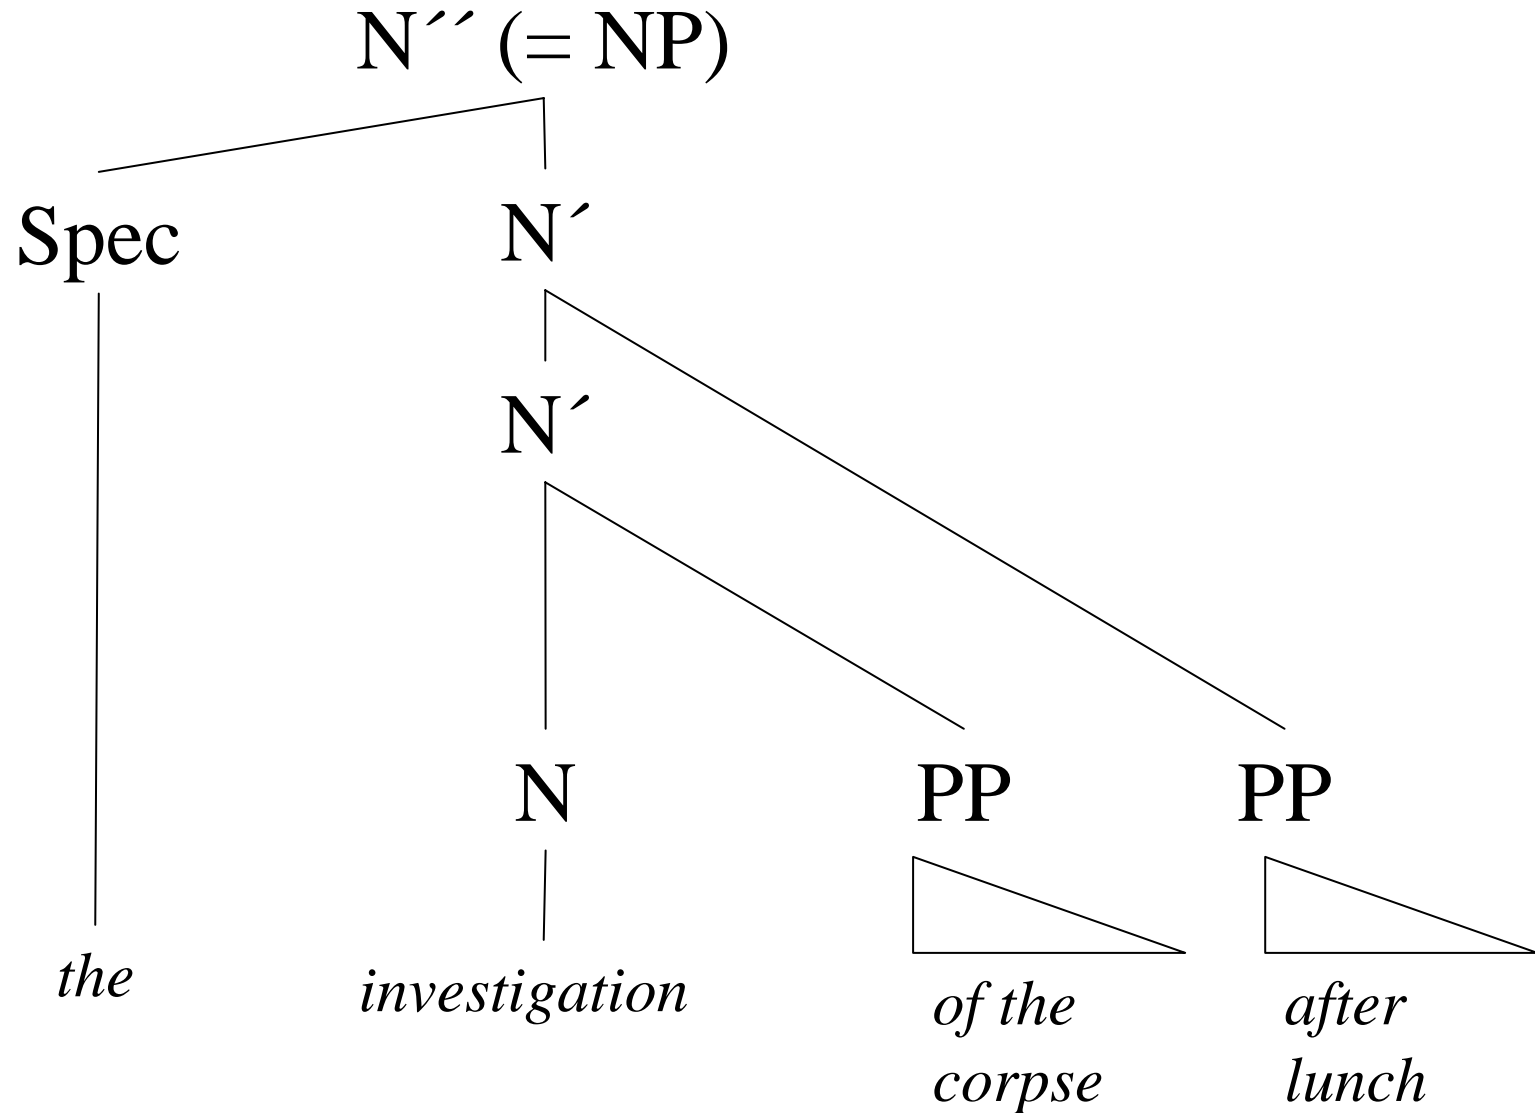 N´´ (= NP)
Spec N´
N´
N PP PP
the investigation of the after
corpse lunch